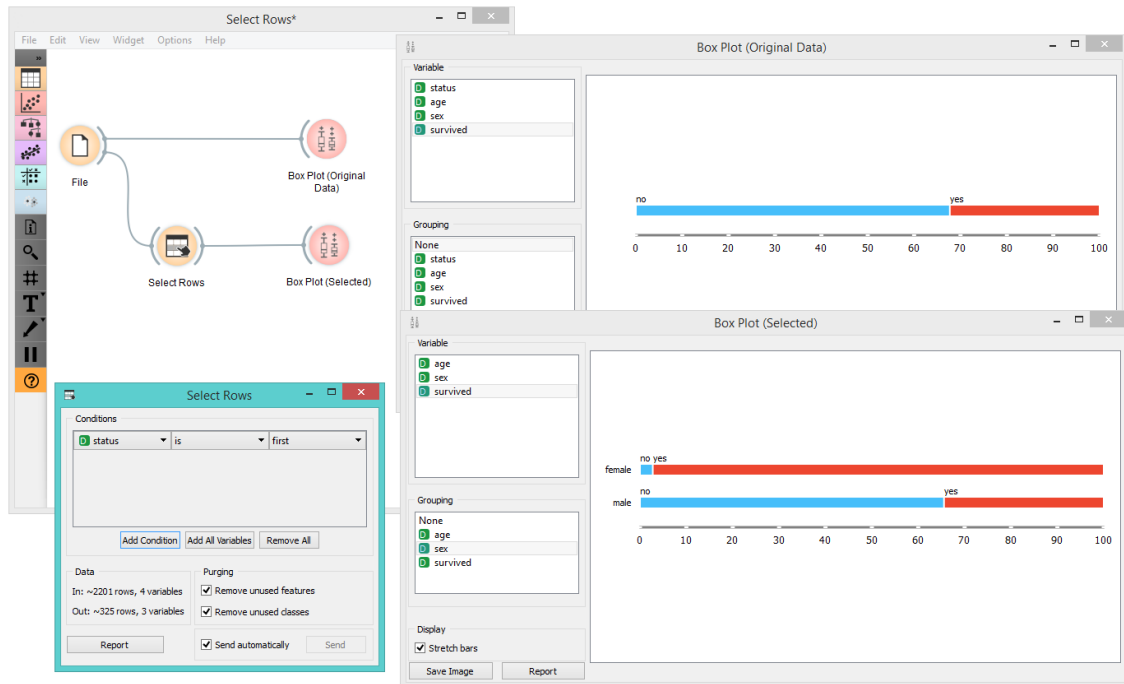 Select Rows*
File Edit View Widget Options Help
»
T
File
Box Plot (Original
Data)
Select Rows
Box Plot (Selected)
Select Rows
Conditions
D status is first
Add Condition Add All Variables Remove All
Data
In: ~2201 rows, 4 variables
Out: ~325 rows, 3 variables
Purging
Remove unused features
Remove unused classes
Report
Send automatically
Send
Box Plot (Original Data)
Variable
D status
D age
D sex
D survived
Grouping
None
D status
D age
D sex
D survived
no yes
0 10 20 30 40 50 60 70 80 90 100
Box Plot (Selected)
Variable
D age
D sex
D survived
Grouping
None
D age
D sex
D survived
Display
Stretch bars
Save Image Report
no yes
female
no yes
male
0 10 20 30 40 50 60 70 80 90 100